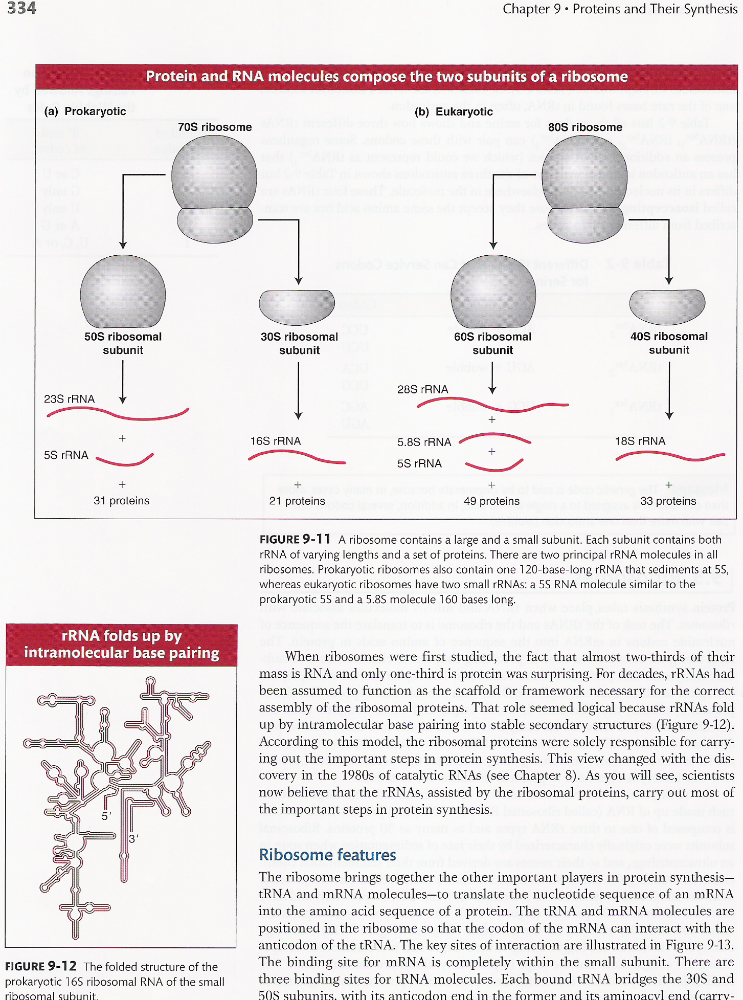 334
Chapter 9 • Proteins and Their Synthesis
Protein and RNA molecules compose the two subunits of a ribosome
(a) Prokaryotic
70S ribosome
50S ribosomal
subunit
30S ribosomal
subunit
23S rRNA
+
5S rRNA
+
31 proteins
16S rRNA
+
21 proteins
(b) Eukaryotic
80S ribosome
60S ribosomal
subunit
40S ribosomal
subunit
28S rRNA
+
5.8S rRNA
+
5S rRNA
+
49 proteins
18S rRNA
+
33 proteins
FIGURE 9-11 A ribosome contains a large and a small subunit. Each subunit contains both
rRNA of varying lengths and a set of proteins. There are two principal rRNA molecules in all
ribosomes. Prokaryotic ribosomes also contain one 120-base-long rRNA that sediments at 5S,
whereas eukaryotic ribosomes have two small rRNAs: a 5S RNA molecule similar to the
prokaryotic 5S and a 5.8S molecule 160 bases long.
rRNA folds up by
intramolecular base pairing
5′
3′
FIGURE 9-12 The folded structure of the
prokaryotic 16S ribosomal RNA of the small
ribosomal subunit.
When ribosomes were first studied, the fact that almost two-thirds of their
mass is RNA and only one-third is protein was surprising. For decades, rRNAs had
been assumed to function as the scaffold or framework necessary for the correct
assembly of the ribosomal proteins. That role seemed logical because rRNAs fold
up by intramolecular base pairing into stable secondary structures (Figure 9-12).
According to this model, the ribosomal proteins were solely responsible for carry-
ing out the important steps in protein synthesis. This view changed with the dis-
covery in the 1980s of catalytic RNAs (see Chapter 8). As you will see, scientists
now believe that the rRNAs, assisted by the ribosomal proteins, carry out most of
the important steps in protein synthesis.
Ribosome features
The ribosome brings together the other important players in protein synthesis—
tRNA and mRNA molecules—to translate the nucleotide sequence of an mRNA
into the amino acid sequence of a protein. The tRNA and mRNA molecules are
positioned in the ribosome so that the codon of the mRNA can interact with the
anticodon of the tRNA. The key sites of interaction are illustrated in Figure 9-13.
The binding site for mRNA is completely within the small subunit. There are
three binding sites for tRNA molecules. Each bound tRNA bridges the 30S and
50S subunits, with its anticodon end in the former and its aminoacyl end (carry-